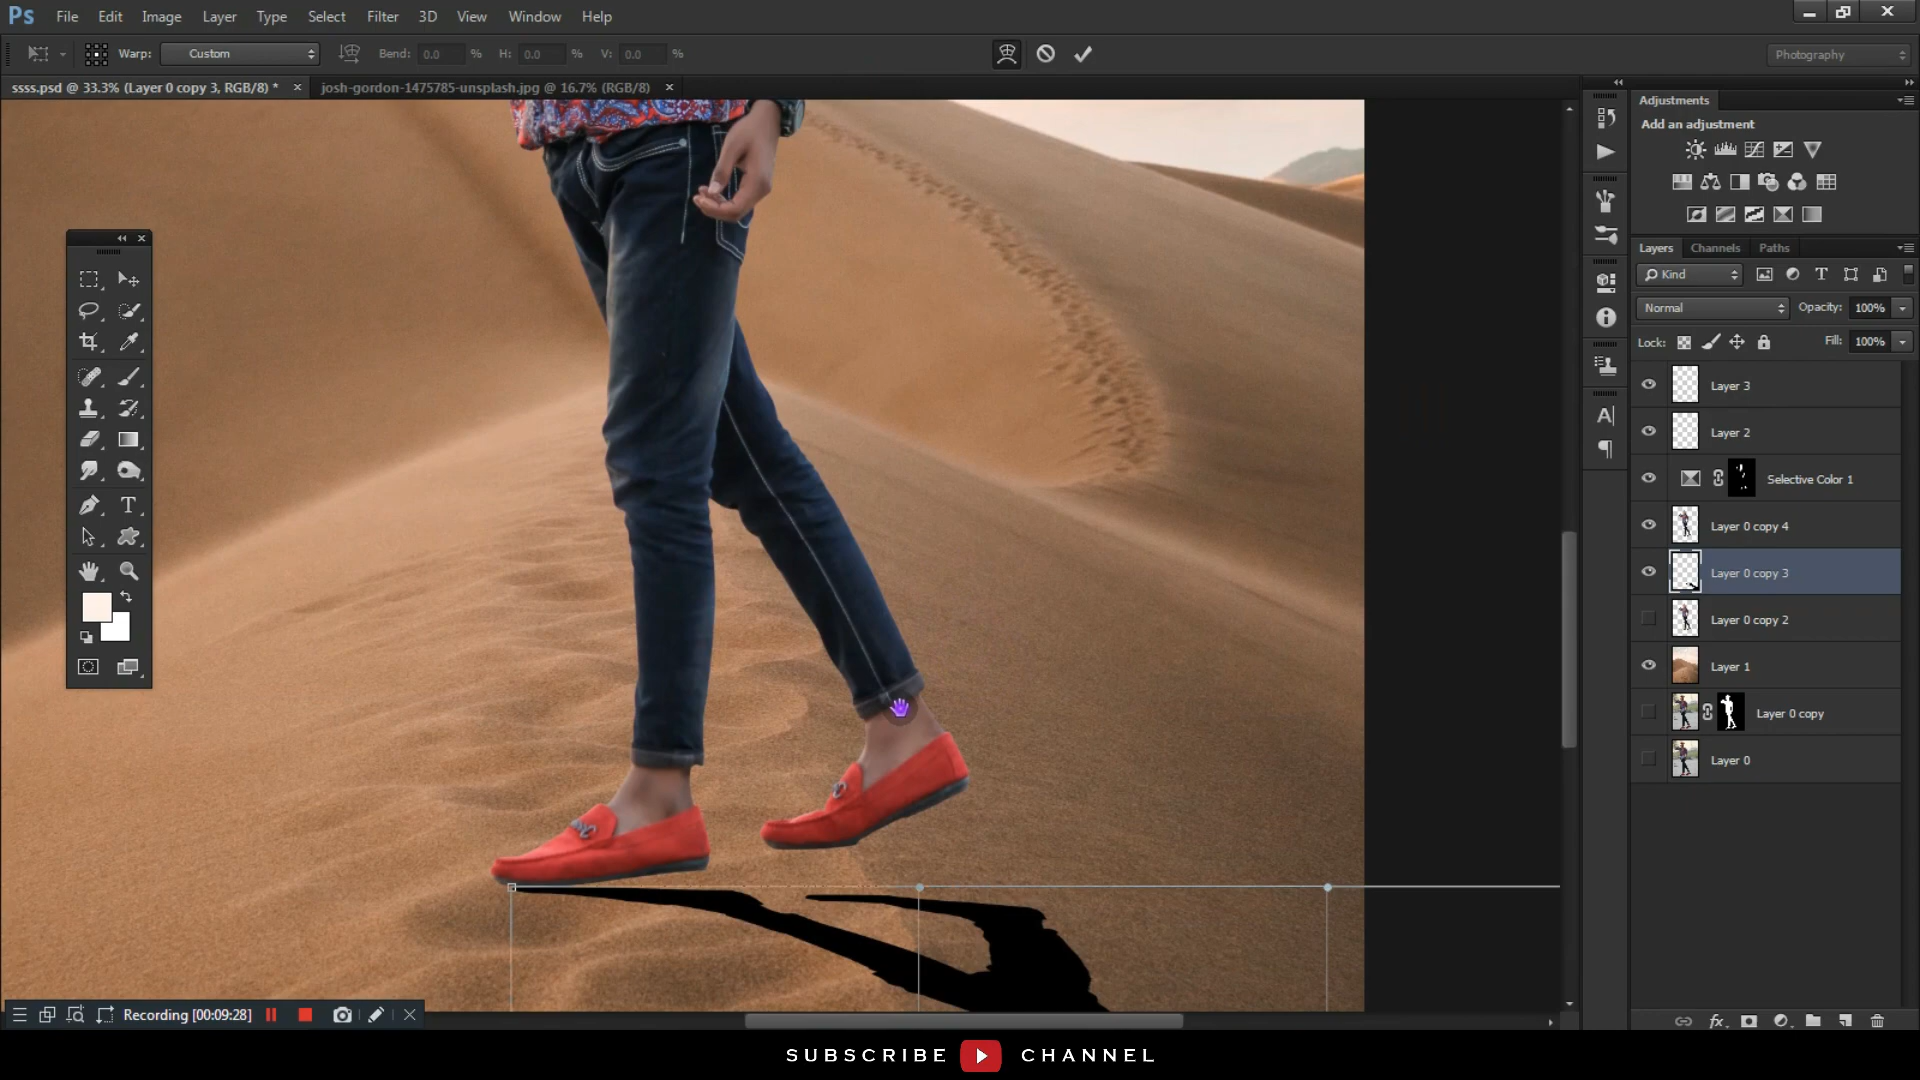 Ps File Edit Image Layer Type Select Filter 3D View Window Help
Warp: Custom Bend: 0.0 % H: 0.0 % V: 0.0 % Photography
ssss.psd @ 33.3% (Layer 0 copy 3, RGB/8) * × josh-gordon-1475785-unsplash.jpg @ 16.7% (RGB/8) ×
Adjustments
Add an adjustment
Layers Channels Paths
Kind
Normal Opacity: 100%
Lock: Fill: 100%
Layer 3
Layer 2
Selective Color 1
Layer 0 copy 4
Layer 0 copy 3
Layer 0 copy 2
Layer 1
Layer 0 copy
Layer 0
Recording [00:09:28]
SUBSCRIBE CHANNEL